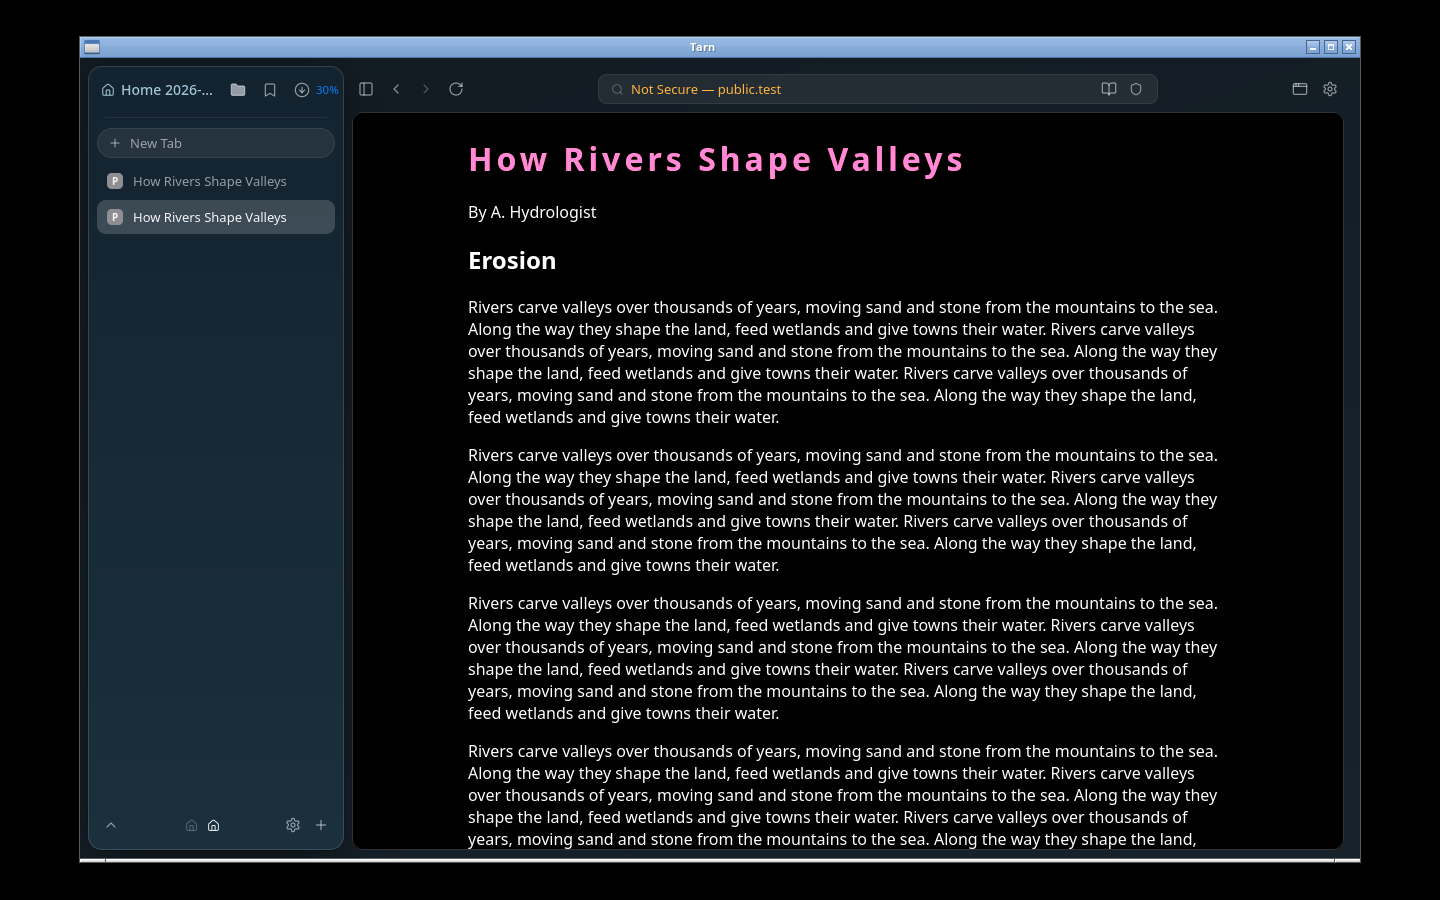 Tarn
Home 2026-...
30%
Not Secure — public.test
New Tab
P How Rivers Shape Valleys
P How Rivers Shape Valleys
How Rivers Shape Valleys
By A. Hydrologist
Erosion
Rivers carve valleys over thousands of years, moving sand and stone from the mountains to the sea.
Along the way they shape the land, feed wetlands and give towns their water. Rivers carve valleys
over thousands of years, moving sand and stone from the mountains to the sea. Along the way they
shape the land, feed wetlands and give towns their water. Rivers carve valleys over thousands of
years, moving sand and stone from the mountains to the sea. Along the way they shape the land,
feed wetlands and give towns their water.
Rivers carve valleys over thousands of years, moving sand and stone from the mountains to the sea.
Along the way they shape the land, feed wetlands and give towns their water. Rivers carve valleys
over thousands of years, moving sand and stone from the mountains to the sea. Along the way they
shape the land, feed wetlands and give towns their water. Rivers carve valleys over thousands of
years, moving sand and stone from the mountains to the sea. Along the way they shape the land,
feed wetlands and give towns their water.
Rivers carve valleys over thousands of years, moving sand and stone from the mountains to the sea.
Along the way they shape the land, feed wetlands and give towns their water. Rivers carve valleys
over thousands of years, moving sand and stone from the mountains to the sea. Along the way they
shape the land, feed wetlands and give towns their water. Rivers carve valleys over thousands of
years, moving sand and stone from the mountains to the sea. Along the way they shape the land,
feed wetlands and give towns their water.
Rivers carve valleys over thousands of years, moving sand and stone from the mountains to the sea.
Along the way they shape the land, feed wetlands and give towns their water. Rivers carve valleys
over thousands of years, moving sand and stone from the mountains to the sea. Along the way they
shape the land, feed wetlands and give towns their water. Rivers carve valleys over thousands of
years, moving sand and stone from the mountains to the sea. Along the way they shape the land,